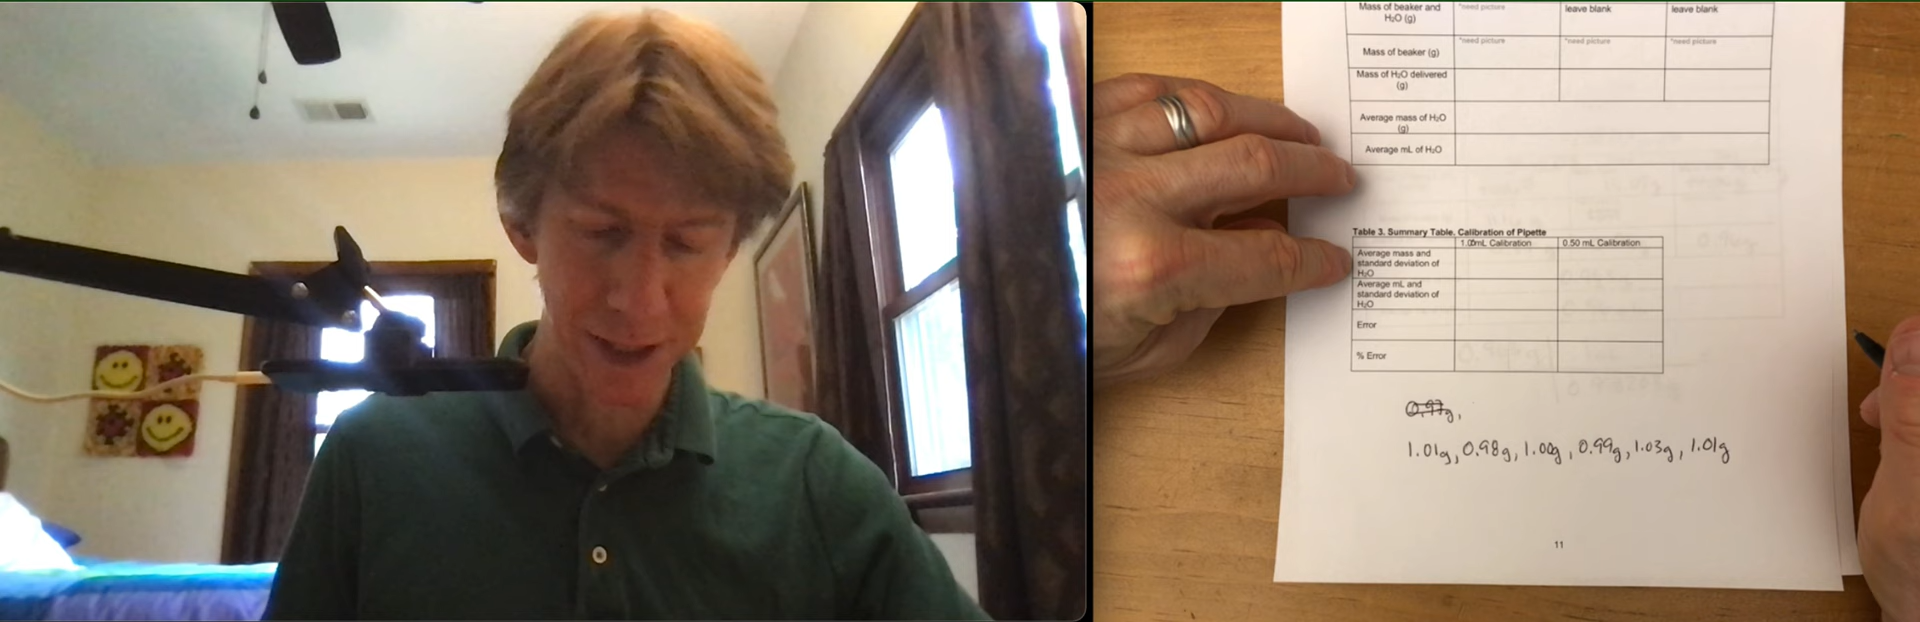 Mass of beaker and *need picture leave blank leave blank
H₂O (g)
Mass of beaker (g) *need picture *need picture *need picture
Mass of H₂O delivered
(g)
Average mass of H₂O
(g)
Average mL of H₂O
Table 3. Summary Table. Calibration of Pipette
mL Calibration 0.50 mL Calibration
Average mass and
standard deviation of
H₂O
Average mL and
standard deviation of
H₂O
Error
% Error
0.97g,
1.01g, 0.98g, 1.00g, 0.99g, 1.03g, 1.01g
11